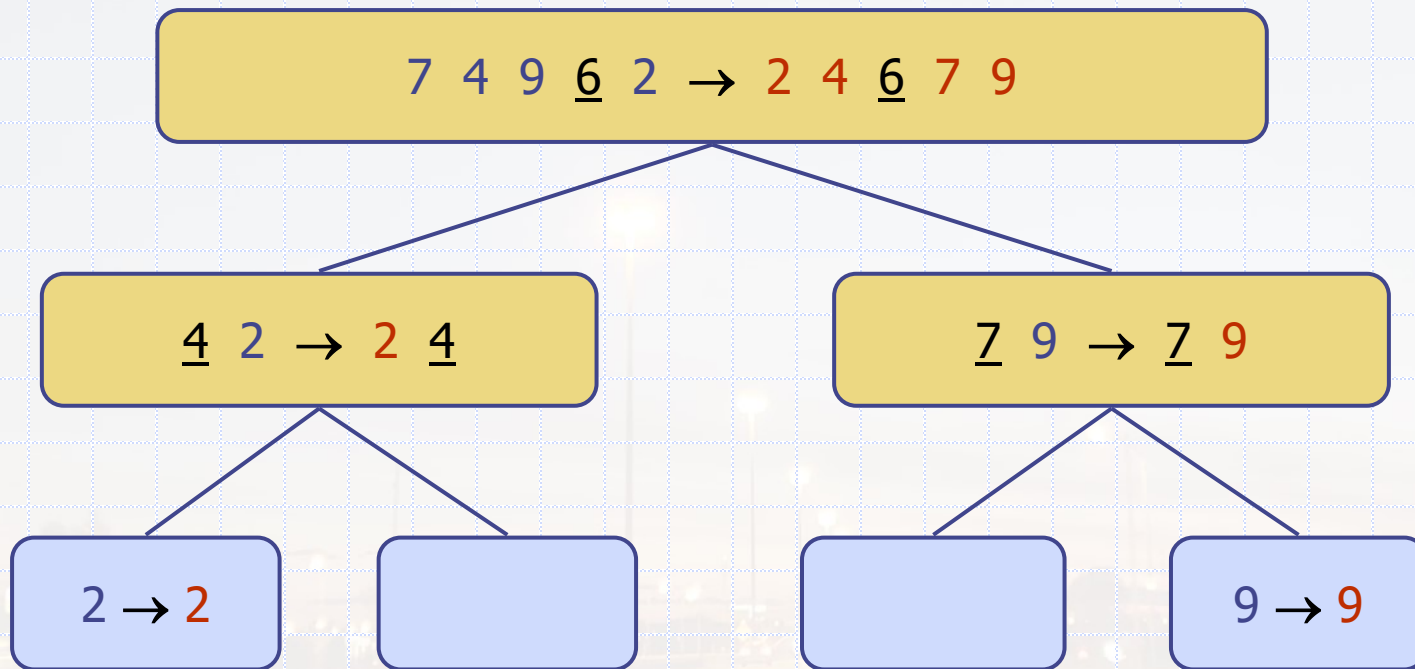 7 4 9 6 2 → 2 4 6 7 9
4 2 → 2 4
7 9 → 7 9
2 → 2
9 → 9